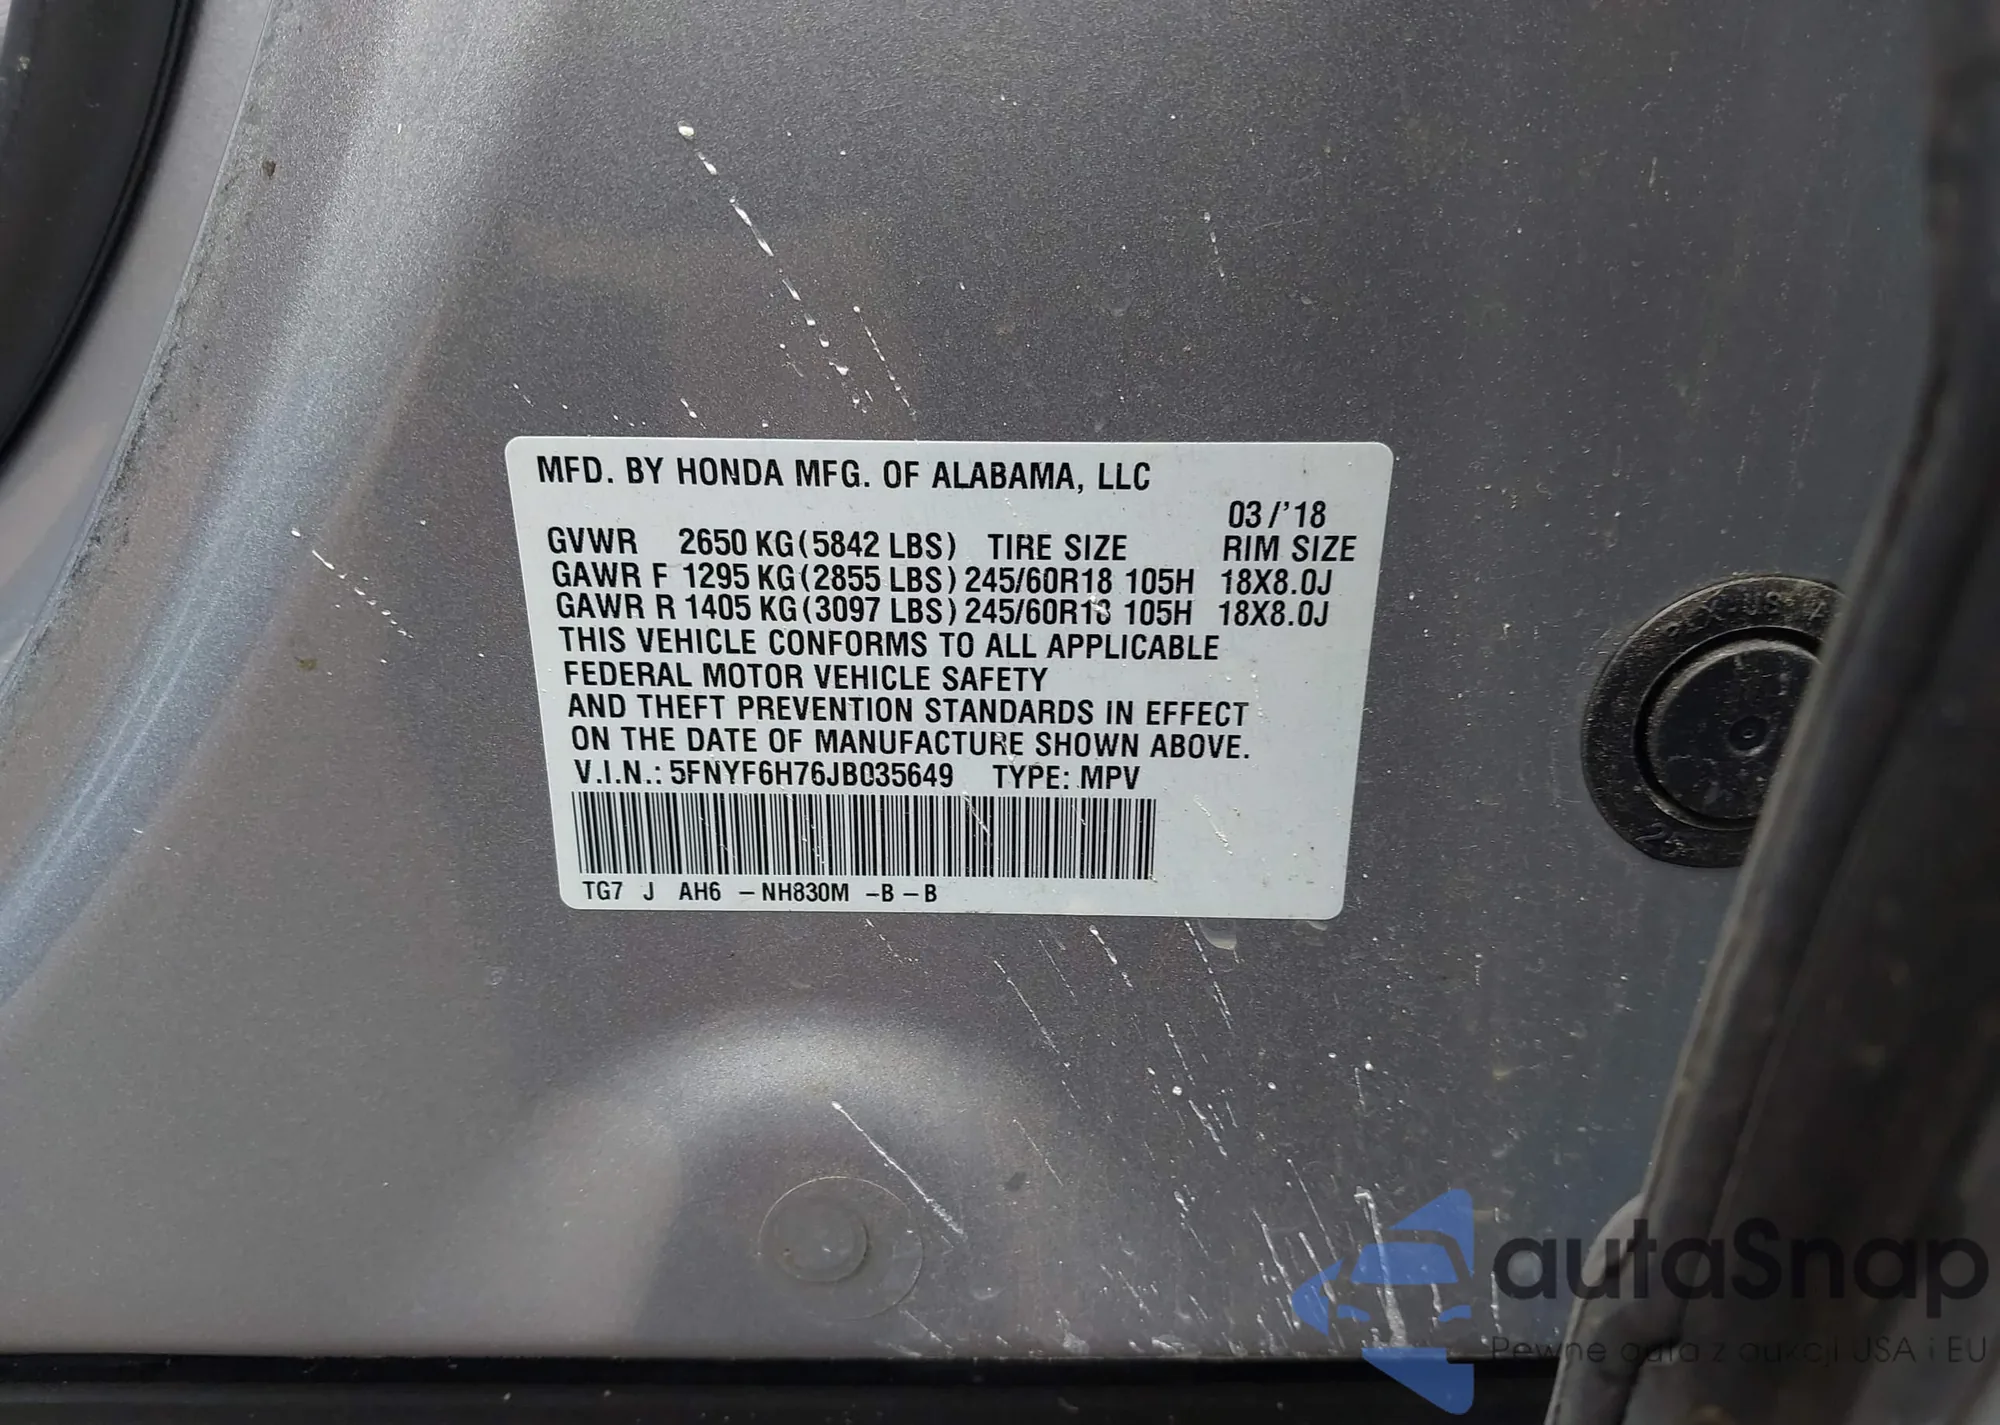 MFD. BY HONDA MFG. OF ALABAMA, LLC
03/'18
GVWR 2650 KG(5842 LBS) TIRE SIZE RIM SIZE
GAWR F 1295 KG(2855 LBS) 245/60R18 105H 18X8.0J
GAWR R 1405 KG(3097 LBS) 245/60R18 105H 18X8.0J
THIS VEHICLE CONFORMS TO ALL APPLICABLE
FEDERAL MOTOR VEHICLE SAFETY
AND THEFT PREVENTION STANDARDS IN EFFECT
ON THE DATE OF MANUFACTURE SHOWN ABOVE.
V.I.N.: 5FNYF6H76JB035649 TYPE: MPV
TG7 J AH6 -NH830M -B-B
autaSnap
Pewne auta z aukcji USA i EU